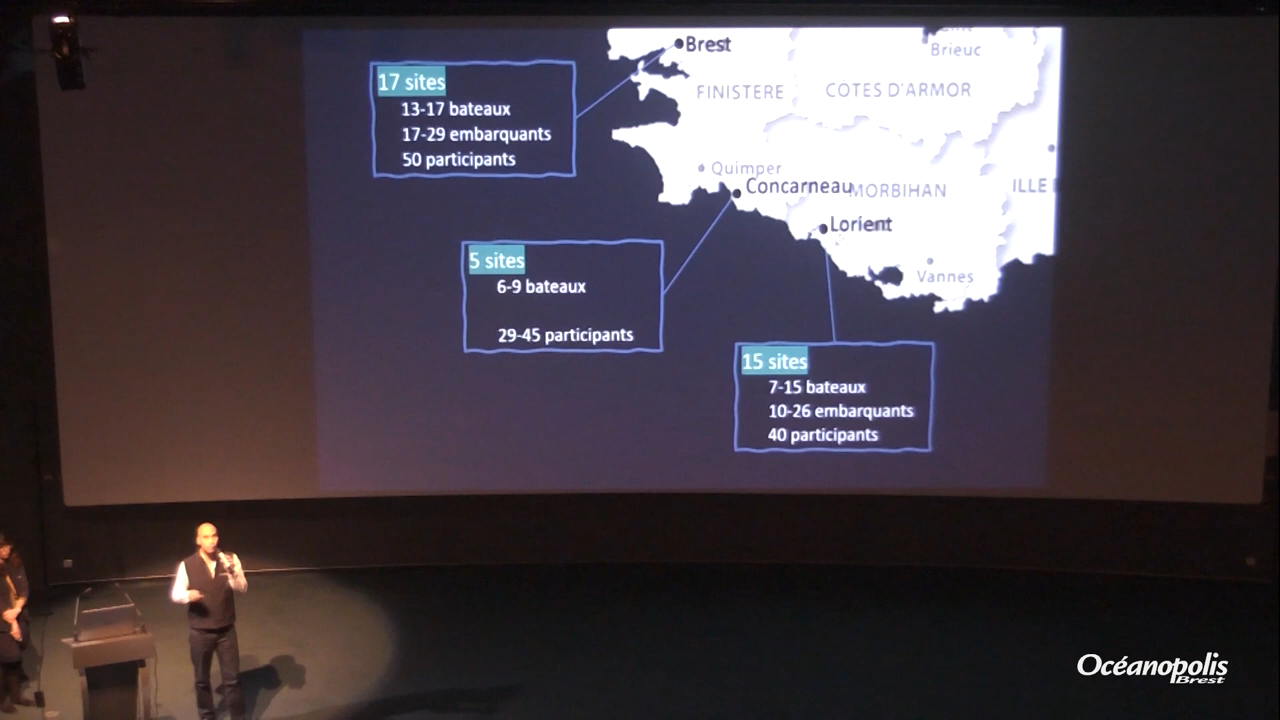 Brest
Brieuc
17 sites
13-17 bateaux
17-29 embarquants
50 participants
FINISTERE
CÔTES D'ARMOR
Quimper
Concarneau
MORBIHAN
ILLE
Lorient
5 sites
6-9 bateaux
29-45 participants
Vannes
15 sites
7-15 bateaux
10-26 embarquants
40 participants
Océanopolis
Brest